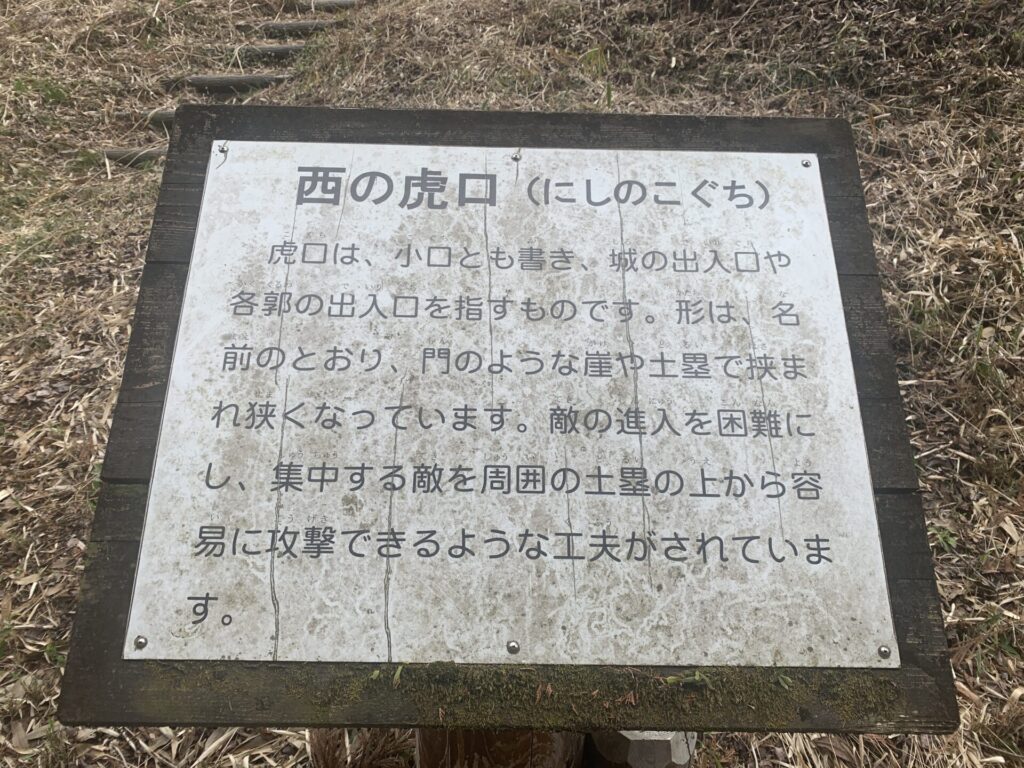 西の虎口（にしのこぐち）
虎口は、小口とも書き、城の出入口や
各郭の出入口を指すものです。形は、名
前のとおり、門のような崖や土塁で挟ま
れ狭くなっています。敵の進入を困難に
し、集中する敵を周囲の土塁の上から容
易に攻撃できるような工夫がされていま
す。